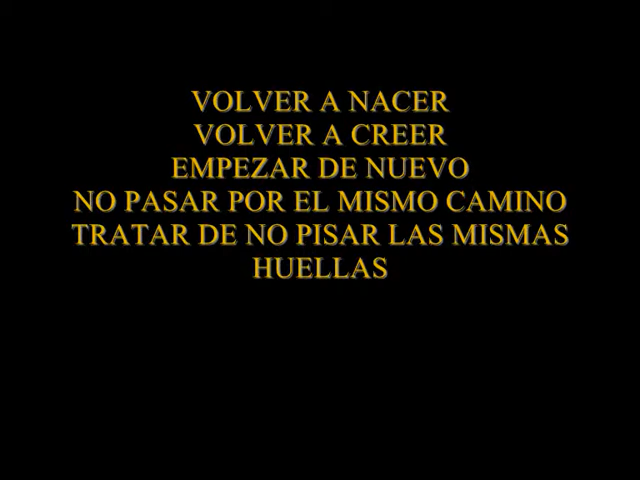 VOLVER A NACER
VOLVER A CREER
EMPEZAR DE NUEVO
NO PASAR POR EL MISMO CAMINO
TRATAR DE NO PISAR LAS MISMAS
HUELLAS